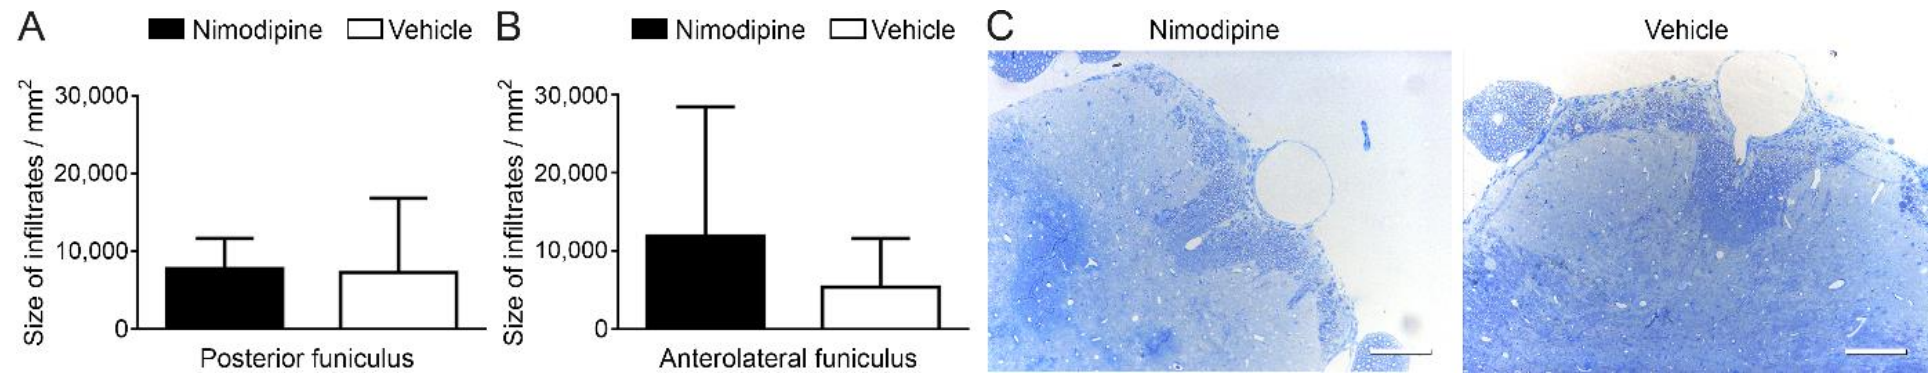 A
Nimodipine Vehicle
Size of infiltrates / mm²
30,000
20,000
10,000
0
Posterior funiculus
B
Nimodipine Vehicle
Size of infiltrates / mm²
30,000
20,000
10,000
0
Anterolateral funiculus
C
Nimodipine
Vehicle